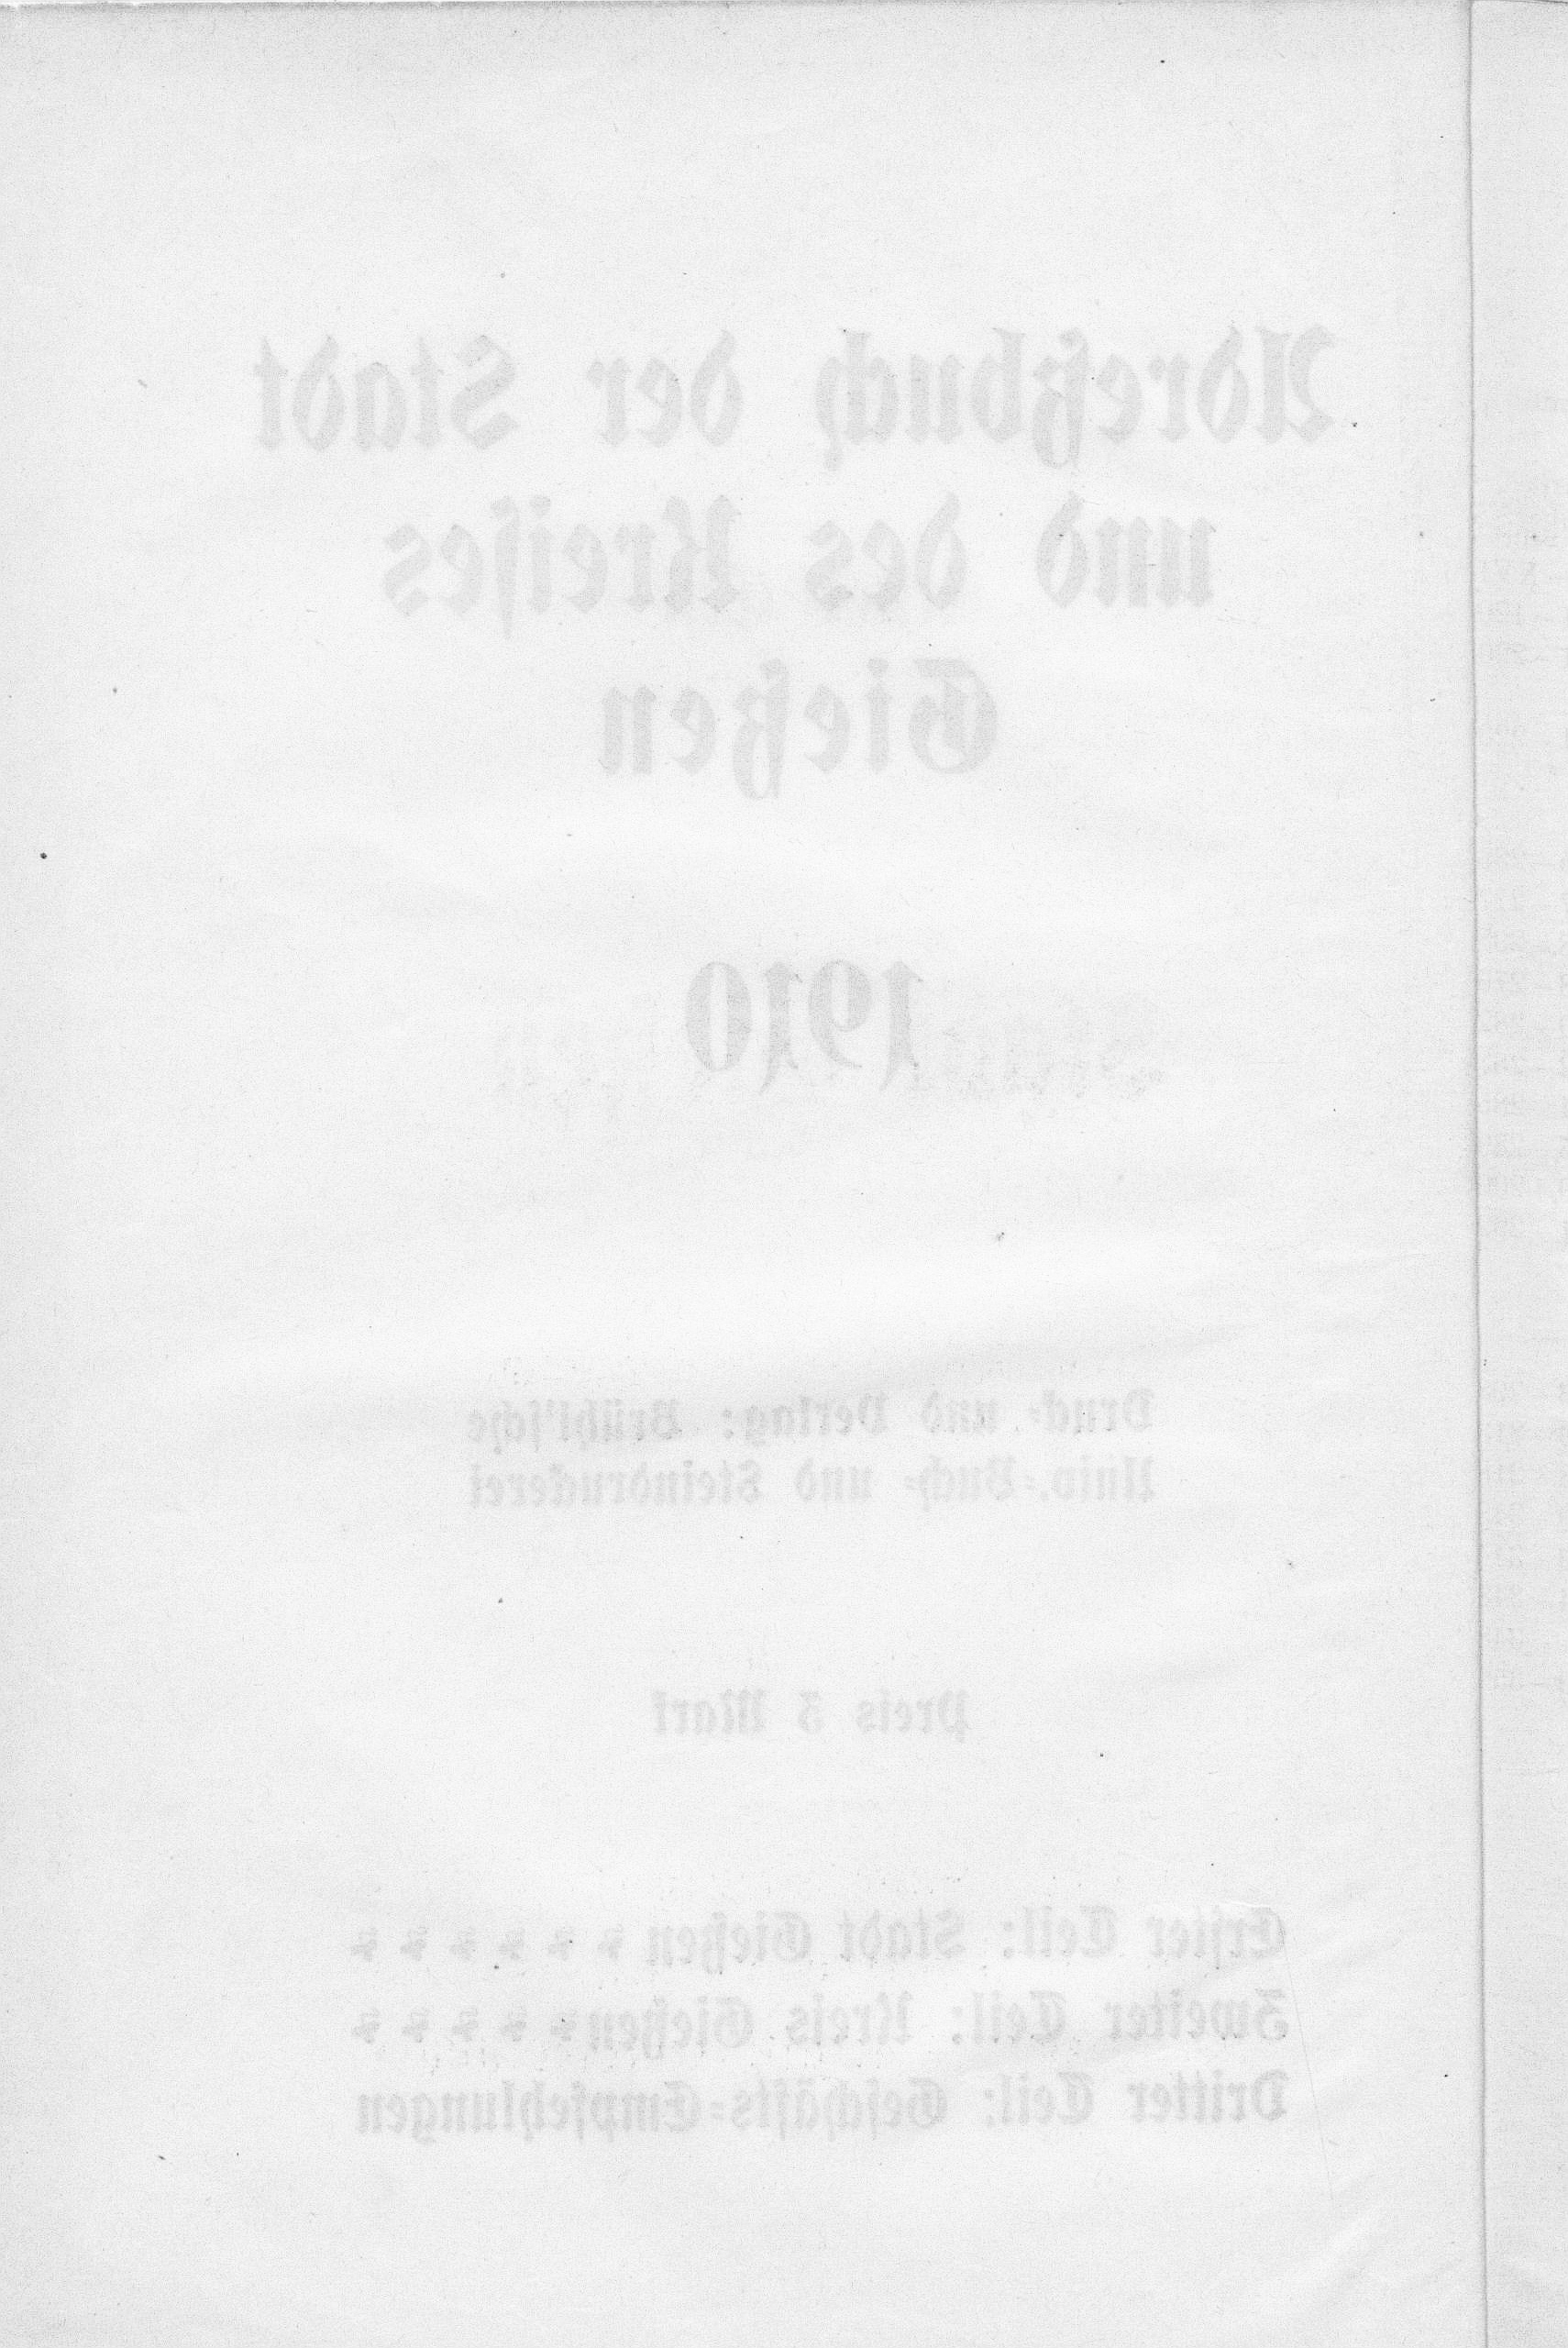 Adreßbuch der Stadt
und des Kreiſes
Gießen
1910
Druck- und Verlag: Brühl'ſche
Univ.-Buch- und Steindruckerei
Preis 3 Mark
Erſter Teil: Stadt Gießen
Zweiter Teil: Kreis Gießen
Dritter Teil: Geſchäfts-Empfehlungen